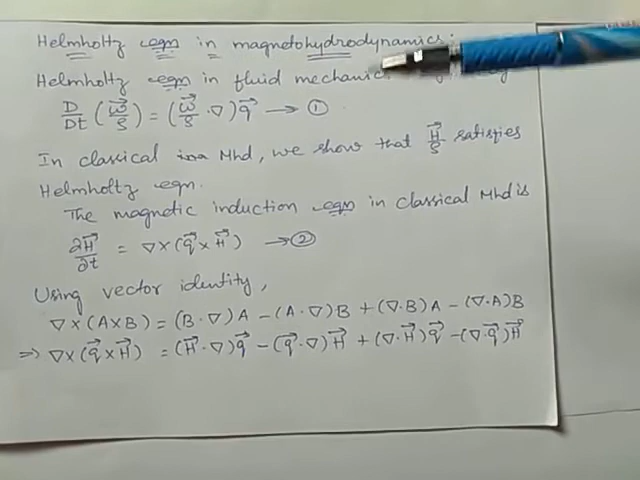 Helmholtz eqn in magnetohydrodynamics:
Helmholtz eqn in fluid mechanics
D/Dt (ω⃗/ρ) = (ω⃗/ρ · ∇) q⃗ → ①
In classical Mhd, we show that H⃗/ρ satisfies
Helmholtz eqn.
The magnetic induction eqn in classical Mhd is
∂H⃗/∂t = ∇×(q⃗×H⃗) → ②
Using vector identity,
∇×(A×B) = (B·∇)A − (A·∇)B + (∇·B)A − (∇·A)B
⇒ ∇×(q⃗×H⃗) = (H⃗·∇)q⃗ − (q⃗·∇)H⃗ + (∇·H⃗)q⃗ − (∇·q⃗)H⃗